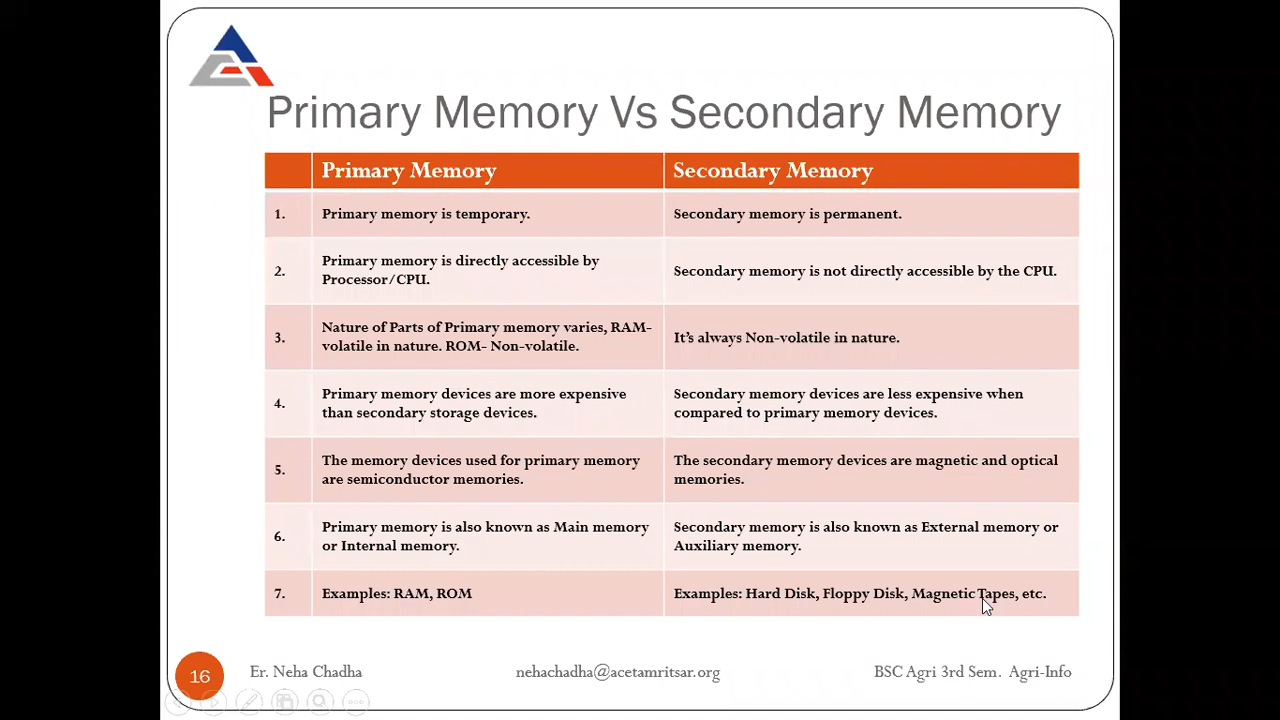 Primary Memory Vs Secondary Memory
Primary Memory
Secondary Memory
1.
Primary memory is temporary.
Secondary memory is permanent.
2.
Primary memory is directly accessible by
Processor/CPU.
Secondary memory is not directly accessible by the CPU.
3.
Nature of Parts of Primary memory varies, RAM-
volatile in nature. ROM- Non-volatile.
It’s always Non-volatile in nature.
4.
Primary memory devices are more expensive
than secondary storage devices.
Secondary memory devices are less expensive when
compared to primary memory devices.
5.
The memory devices used for primary memory
are semiconductor memories.
The secondary memory devices are magnetic and optical
memories.
6.
Primary memory is also known as Main memory
or Internal memory.
Secondary memory is also known as External memory or
Auxiliary memory.
7.
Examples: RAM, ROM
Examples: Hard Disk, Floppy Disk, Magnetic Tapes, etc.
16
Er. Neha Chadha
nehachadha@acetamritsar.org
BSC Agri 3rd Sem. Agri-Info